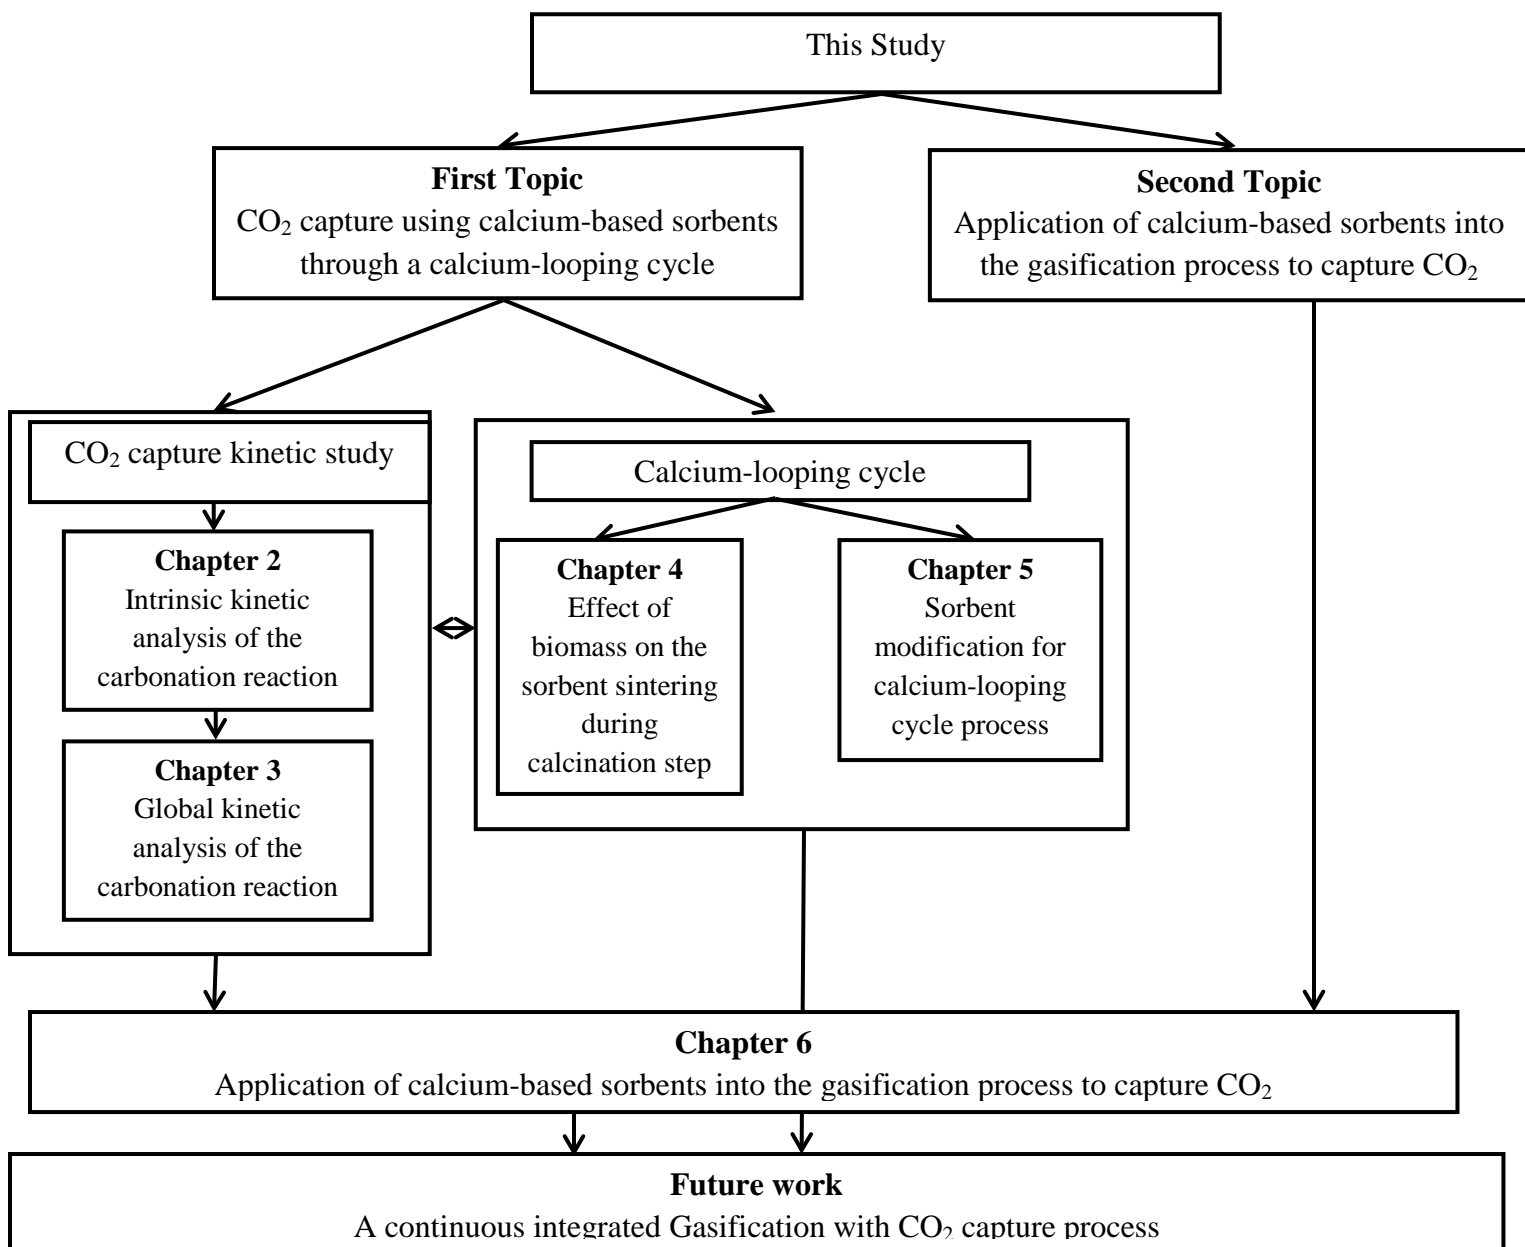 This Study
First Topic
CO₂ capture using calcium-based sorbents
through a calcium-looping cycle
Second Topic
Application of calcium-based sorbents into
the gasification process to capture CO₂
CO₂ capture kinetic study
Chapter 2
Intrinsic kinetic
analysis of the
carbonation reaction
Chapter 3
Global kinetic
analysis of the
carbonation reaction
Calcium-looping cycle
Chapter 4
Effect of
biomass on the
sorbent sintering
during
calcination step
Chapter 5
Sorbent
modification for
calcium-looping
cycle process
Chapter 6
Application of calcium-based sorbents into the gasification process to capture CO₂
Future work
A continuous integrated Gasification with CO₂ capture process